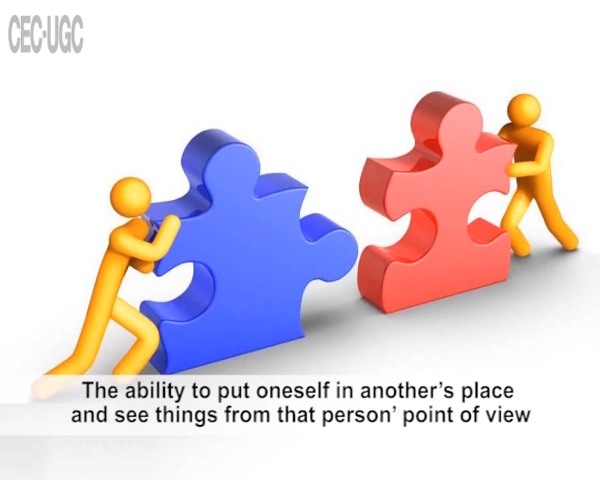 CEC-UGC
The ability to put oneself in another's place
and see things from that person' point of view